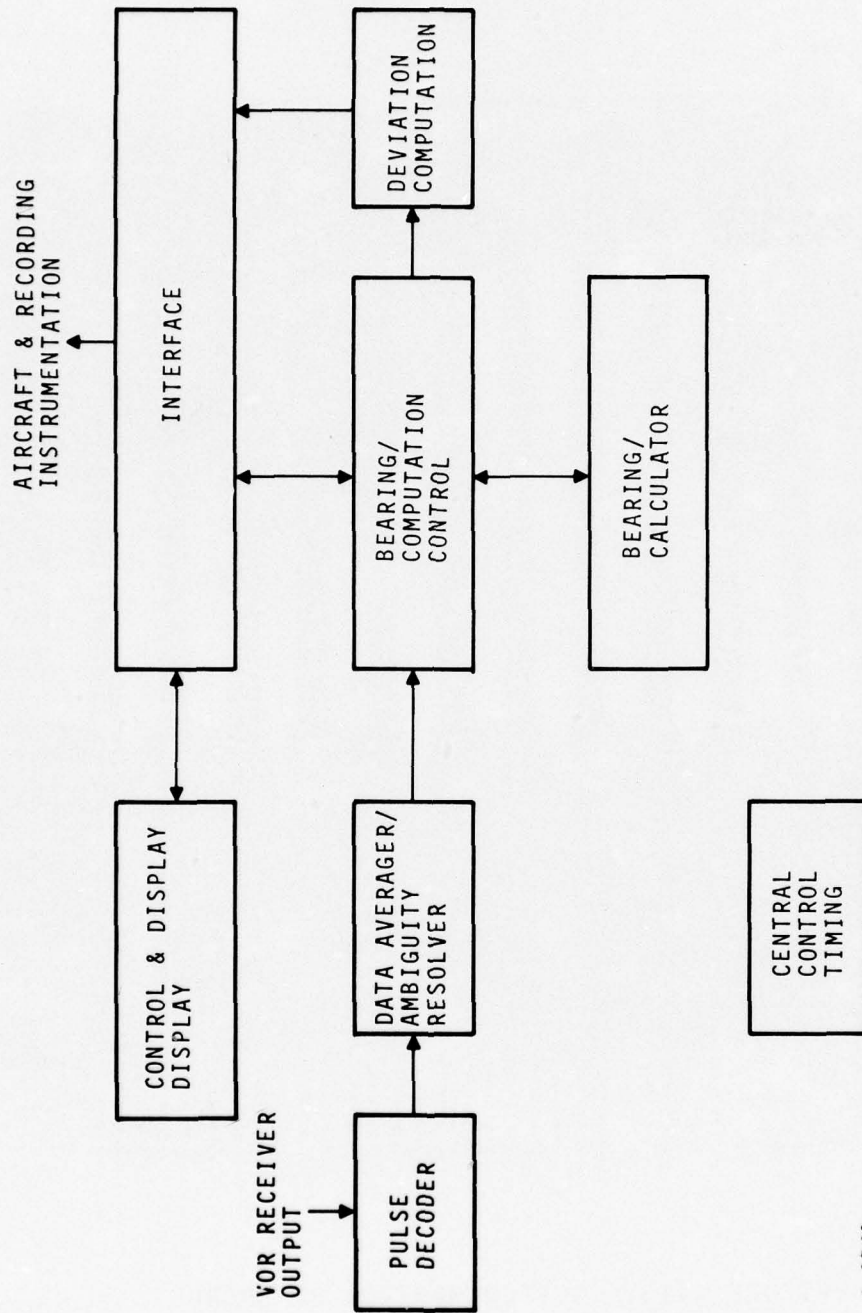 AIRCRAFT & RECORDING
INSTRUMENTATION
CONTROL & DISPLAY
DISPLAY
INTERFACE
VOR RECEIVER
OUTPUT
PULSE
DECODER
DATA AVERAGER/
AMBIGUITY
RESOLVER
BEARING/
COMPUTATION
CONTROL
DEVIATION
COMPUTATION
BEARING/
CALCULATOR
CENTRAL
CONTROL
TIMING